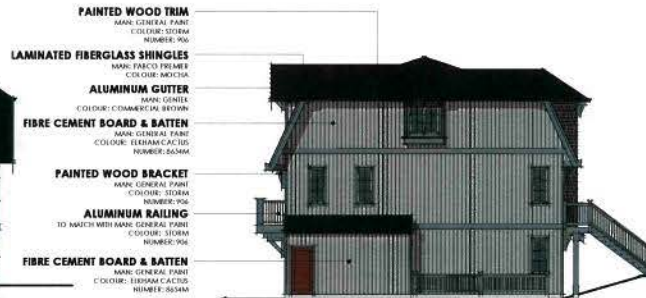 PAINTED WOOD TRIM
MAN: GENERAL PAINT
COLOUR: STORM
NUMBER: 906
LAMINATED FIBERGLASS SHINGLES
MAN: PABCO PREMIER
COLOUR: MOCHA
ALUMINUM GUTTER
MAN: GENTEK
COLOUR: COMMERCIAL BROWN
FIBRE CEMENT BOARD & BATTEN
MAN: GENERAL PAINT
COLOUR: ELKHAM CACTUS
NUMBER: 8654M
PAINTED WOOD BRACKET
MAN: GENERAL PAINT
COLOUR: STORM
NUMBER: 906
ALUMINUM RAILING
TO MATCH WITH MAN: GENERAL PAINT
COLOUR: STORM
NUMBER: 906
FIBRE CEMENT BOARD & BATTEN
MAN: GENERAL PAINT
COLOUR: ELKHAM CACTUS
NUMBER: 8654M